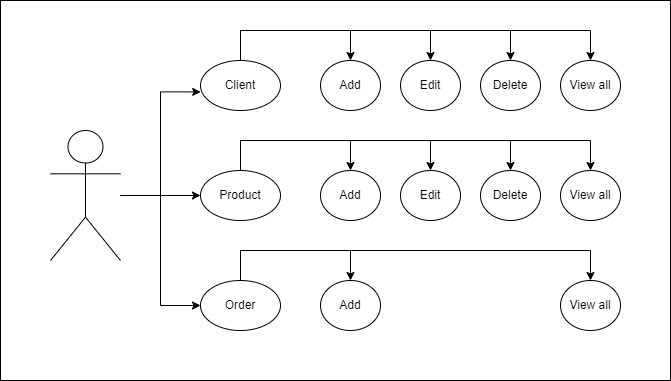 Client Add Edit Delete View all
Product Add Edit Delete View all
Order Add View all